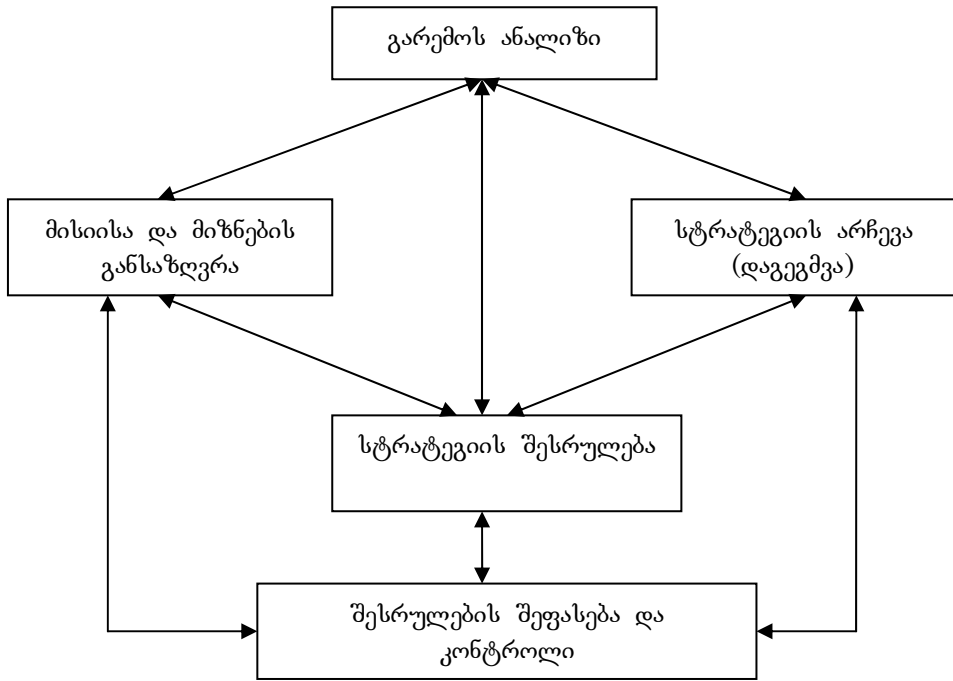 გარემოს ანალიზი
მისიისა და მიზნების
განსაზღვრა
სტრატეგიის არჩევა
(დაგეგმვა)
სტრატეგიის შესრულება
შესრულების შეფასება და
კონტროლი